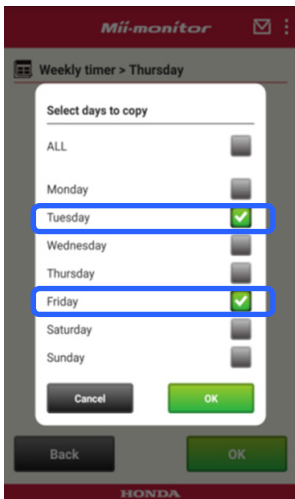 Mii-monitor
Weekly timer > Thursday
Select days to copy
ALL
Monday
Tuesday
Wednesday
Thursday
Friday
Saturday
Sunday
Cancel OK
Back OK
HONDA